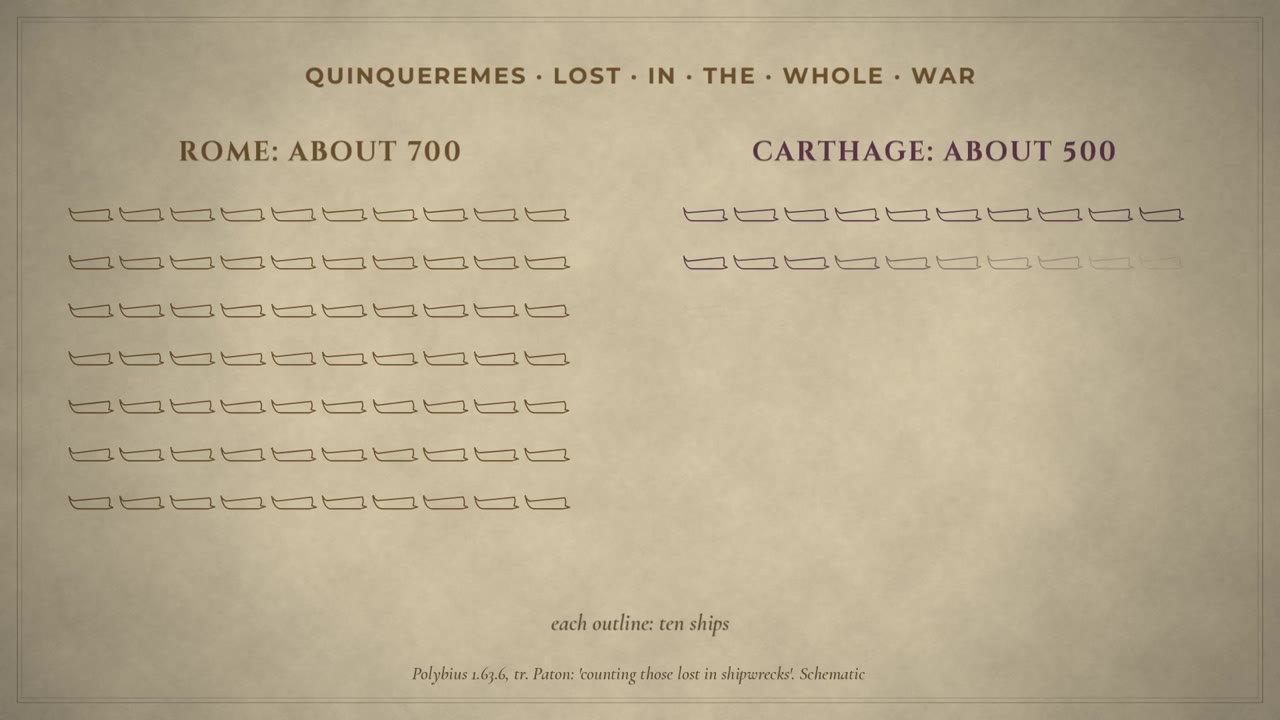 QUINQUEREMES · LOST · IN · THE · WHOLE · WAR
ROME: ABOUT 700
CARTHAGE: ABOUT 500
each outline: ten ships
Polybius 1.63.6, tr. Paton: 'counting those lost in shipwrecks'. Schematic